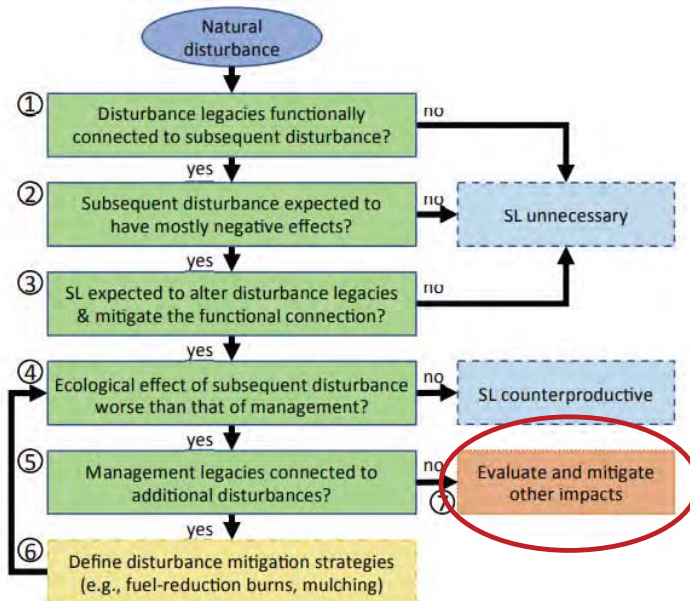 Natural
disturbance
①
Disturbance legacies functionally
connected to subsequent disturbance?
no
yes
②
Subsequent disturbance expected to
have mostly negative effects?
no
SL unnecessary
yes
③
SL expected to alter disturbance legacies
& mitigate the functional connection?
no
yes
④
Ecological effect of subsequent disturbance
worse than that of management?
no
SL counterproductive
yes
⑤
Management legacies connected to
additional disturbances?
no
⑦
Evaluate and mitigate
other impacts
yes
⑥
Define disturbance mitigation strategies
(e.g., fuel-reduction burns, mulching)